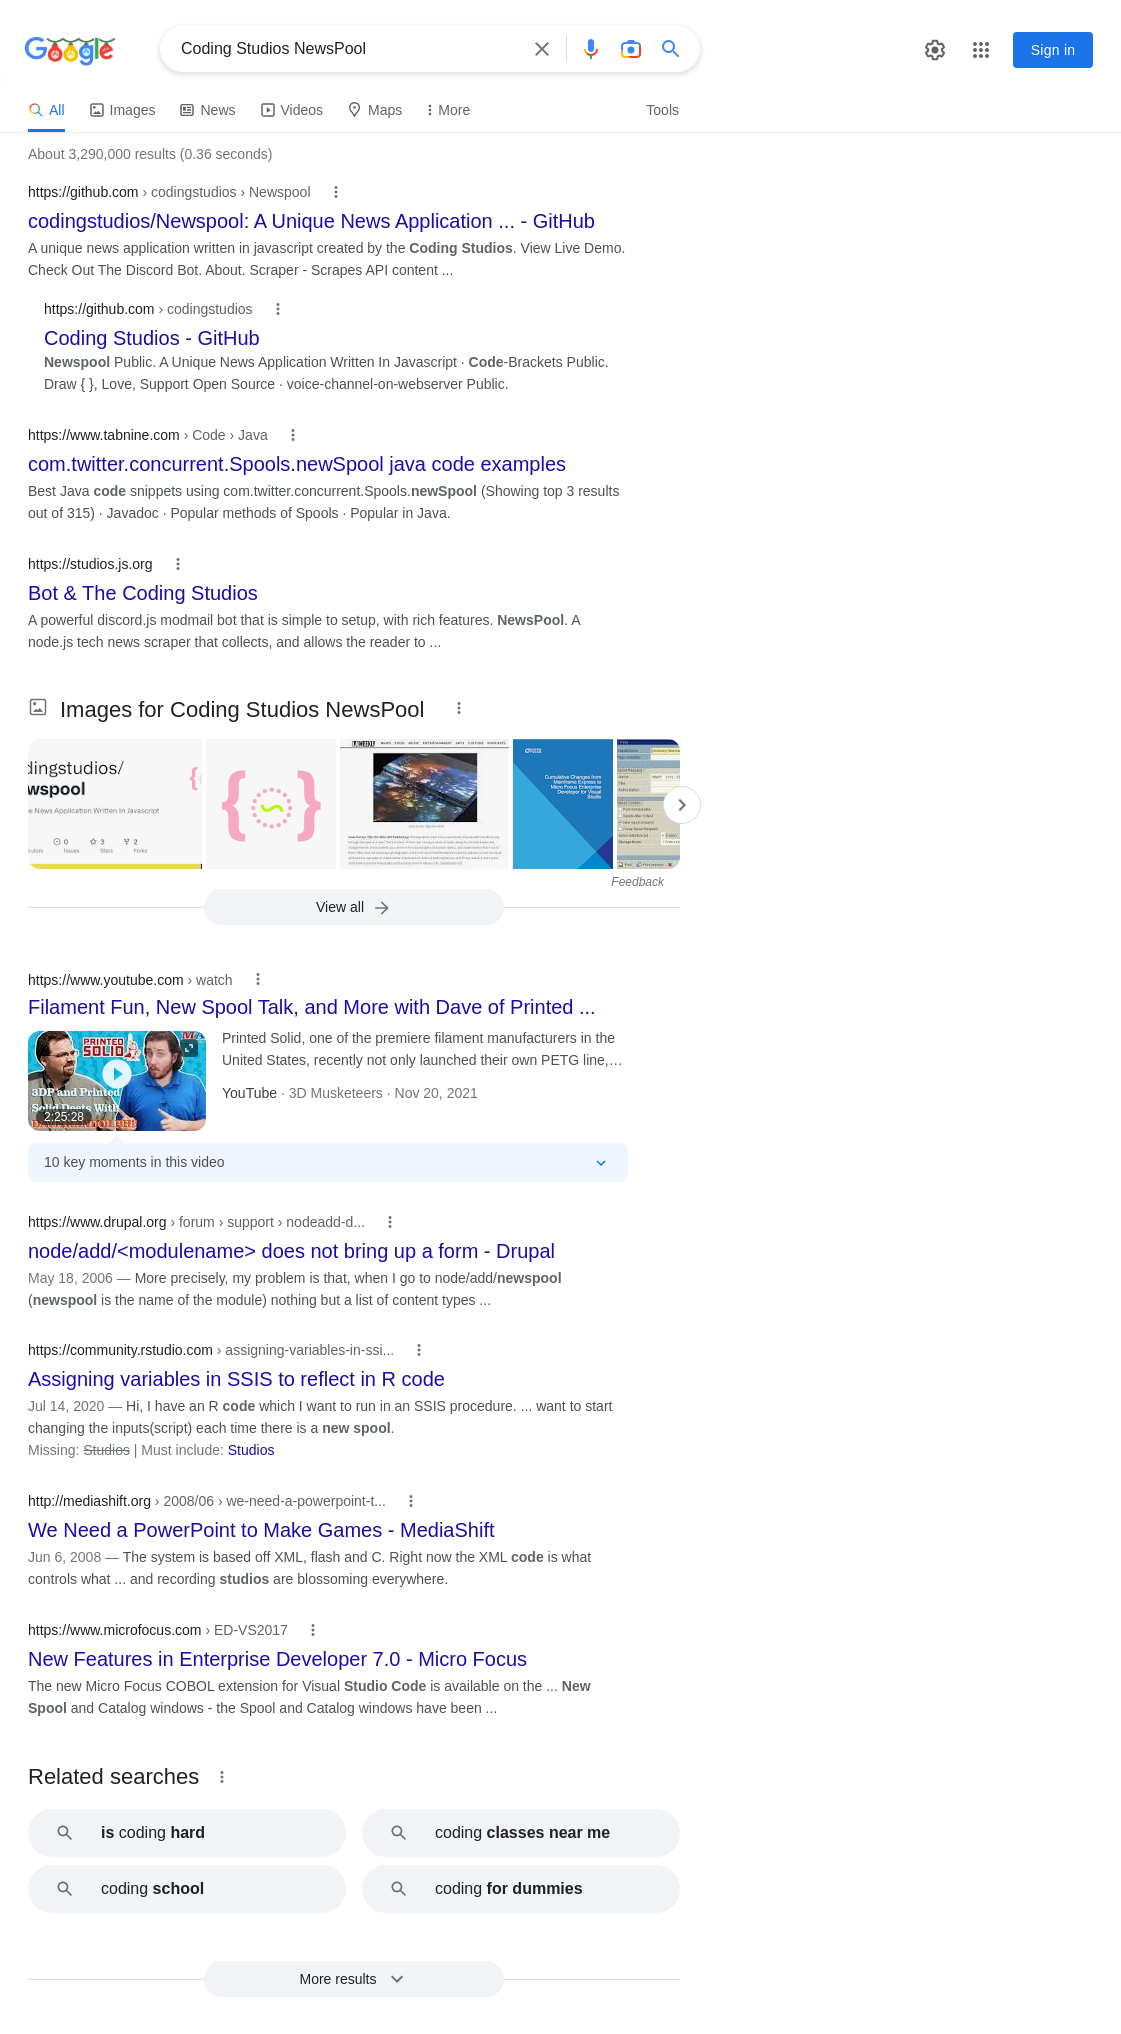 Google
Coding Studios NewsPool
Sign in
All Images News Videos Maps More Tools
About 3,290,000 results (0.36 seconds)
https://github.com › codingstudios › Newspool
codingstudios/Newspool: A Unique News Application ... - GitHub
A unique news application written in javascript created by the Coding Studios. View Live Demo.
Check Out The Discord Bot. About. Scraper - Scrapes API content ...
https://github.com › codingstudios
Coding Studios - GitHub
Newspool Public. A Unique News Application Written In Javascript · Code-Brackets Public.
Draw { }, Love, Support Open Source · voice-channel-on-webserver Public.
https://www.tabnine.com › Code › Java
com.twitter.concurrent.Spools.newSpool java code examples
Best Java code snippets using com.twitter.concurrent.Spools.newSpool (Showing top 3 results
out of 315) · Javadoc · Popular methods of Spools · Popular in Java.
https://studios.js.org
Bot & The Coding Studios
A powerful discord.js modmail bot that is simple to setup, with rich features. NewsPool. A
node.js tech news scraper that collects, and allows the reader to ...
Images for Coding Studios NewsPool
dingstudios/
wspool
e News Application Written In Javascript
0 3 2
utors Issues Stars Forks
Cumulative Changes from
Mainframe Express to
Micro Focus Enterprise
Developer for Visual
Studio
Feedback
View all
https://www.youtube.com › watch
Filament Fun, New Spool Talk, and More with Dave of Printed ...
PRINTED
SOLID
3DP and Printed
Solid Deets With
2:25:28
Printed Solid, one of the premiere filament manufacturers in the
United States, recently not only launched their own PETG line,…
YouTube · 3D Musketeers · Nov 20, 2021
10 key moments in this video
https://www.drupal.org › forum › support › nodeadd-d...
node/add/<modulename> does not bring up a form - Drupal
May 18, 2006 — More precisely, my problem is that, when I go to node/add/newspool
(newspool is the name of the module) nothing but a list of content types ...
https://community.rstudio.com › assigning-variables-in-ssi...
Assigning variables in SSIS to reflect in R code
Jul 14, 2020 — Hi, I have an R code which I want to run in an SSIS procedure. ... want to start
changing the inputs(script) each time there is a new spool.
Missing: Studios | Must include: Studios
http://mediashift.org › 2008/06 › we-need-a-powerpoint-t...
We Need a PowerPoint to Make Games - MediaShift
Jun 6, 2008 — The system is based off XML, flash and C. Right now the XML code is what
controls what ... and recording studios are blossoming everywhere.
https://www.microfocus.com › ED-VS2017
New Features in Enterprise Developer 7.0 - Micro Focus
The new Micro Focus COBOL extension for Visual Studio Code is available on the ... New
Spool and Catalog windows - the Spool and Catalog windows have been ...
Related searches
is coding hard
coding classes near me
coding school
coding for dummies
More results